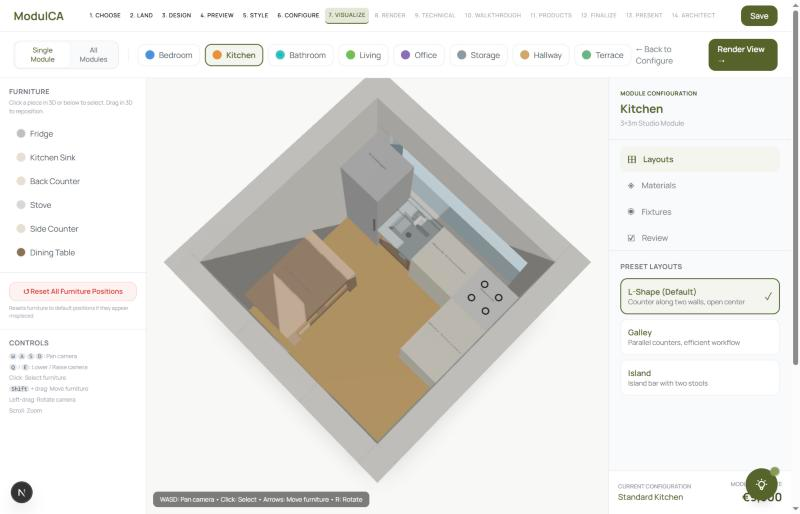 ModulCA
1. CHOOSE
2. LAND
3. DESIGN
4. PREVIEW
5. STYLE
6. CONFIGURE
7. VISUALIZE
8. RENDER
9. TECHNICAL
10. WALKTHROUGH
11. PRODUCTS
12. FINALIZE
13. PRESENT
14. ARCHITECT
Save
Single
Module
All
Modules
Bedroom
Kitchen
Bathroom
Living
Office
Storage
Hallway
Terrace
← Back to
Configure
Render View
→
FURNITURE
Click a piece in 3D or below to select. Drag in 3D
to reposition.
Fridge
Kitchen Sink
Back Counter
Stove
Side Counter
Dining Table
↺ Reset All Furniture Positions
Resets furniture to default positions if they appear
misplaced
CONTROLS
W A S D: Pan camera
Q / E: Lower / Raise camera
Click: Select furniture
Shift + drag: Move furniture
Left-drag: Rotate camera
Scroll: Zoom
N
WASD: Pan camera • Click: Select • Arrows: Move furniture • R: Rotate
MODULE CONFIGURATION
Kitchen
3×3m Studio Module
Layouts
Materials
Fixtures
Review
PRESET LAYOUTS
L-Shape (Default)
Counter along two walls, open center
✓
Galley
Parallel counters, efficient workflow
Island
Island bar with two stools
CURRENT CONFIGURATION
Standard Kitchen